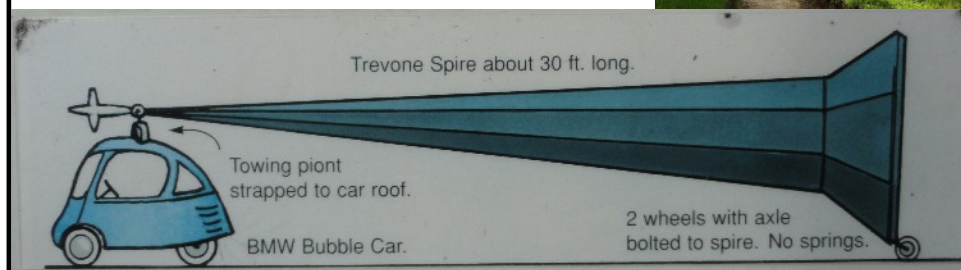 Trevone Spire about 30 ft. long.
Towing piont
strapped to car roof.
BMW Bubble Car.
2 wheels with axle
bolted to spire. No springs.